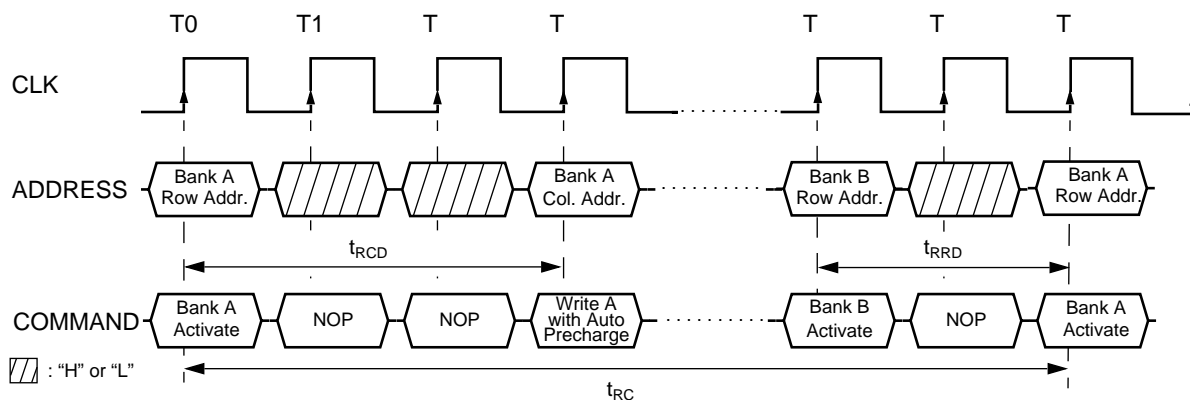 T0 T1 T T T T T
CLK
ADDRESS
Bank A
Row Addr.
Bank A
Col. Addr.
Bank B
Row Addr.
Bank A
Row Addr.
tRCD
tRRD
COMMAND
Bank A
Activate
NOP
NOP
Write A
with Auto
Precharge
Bank B
Activate
NOP
Bank A
Activate
: “H” or “L”
tRC